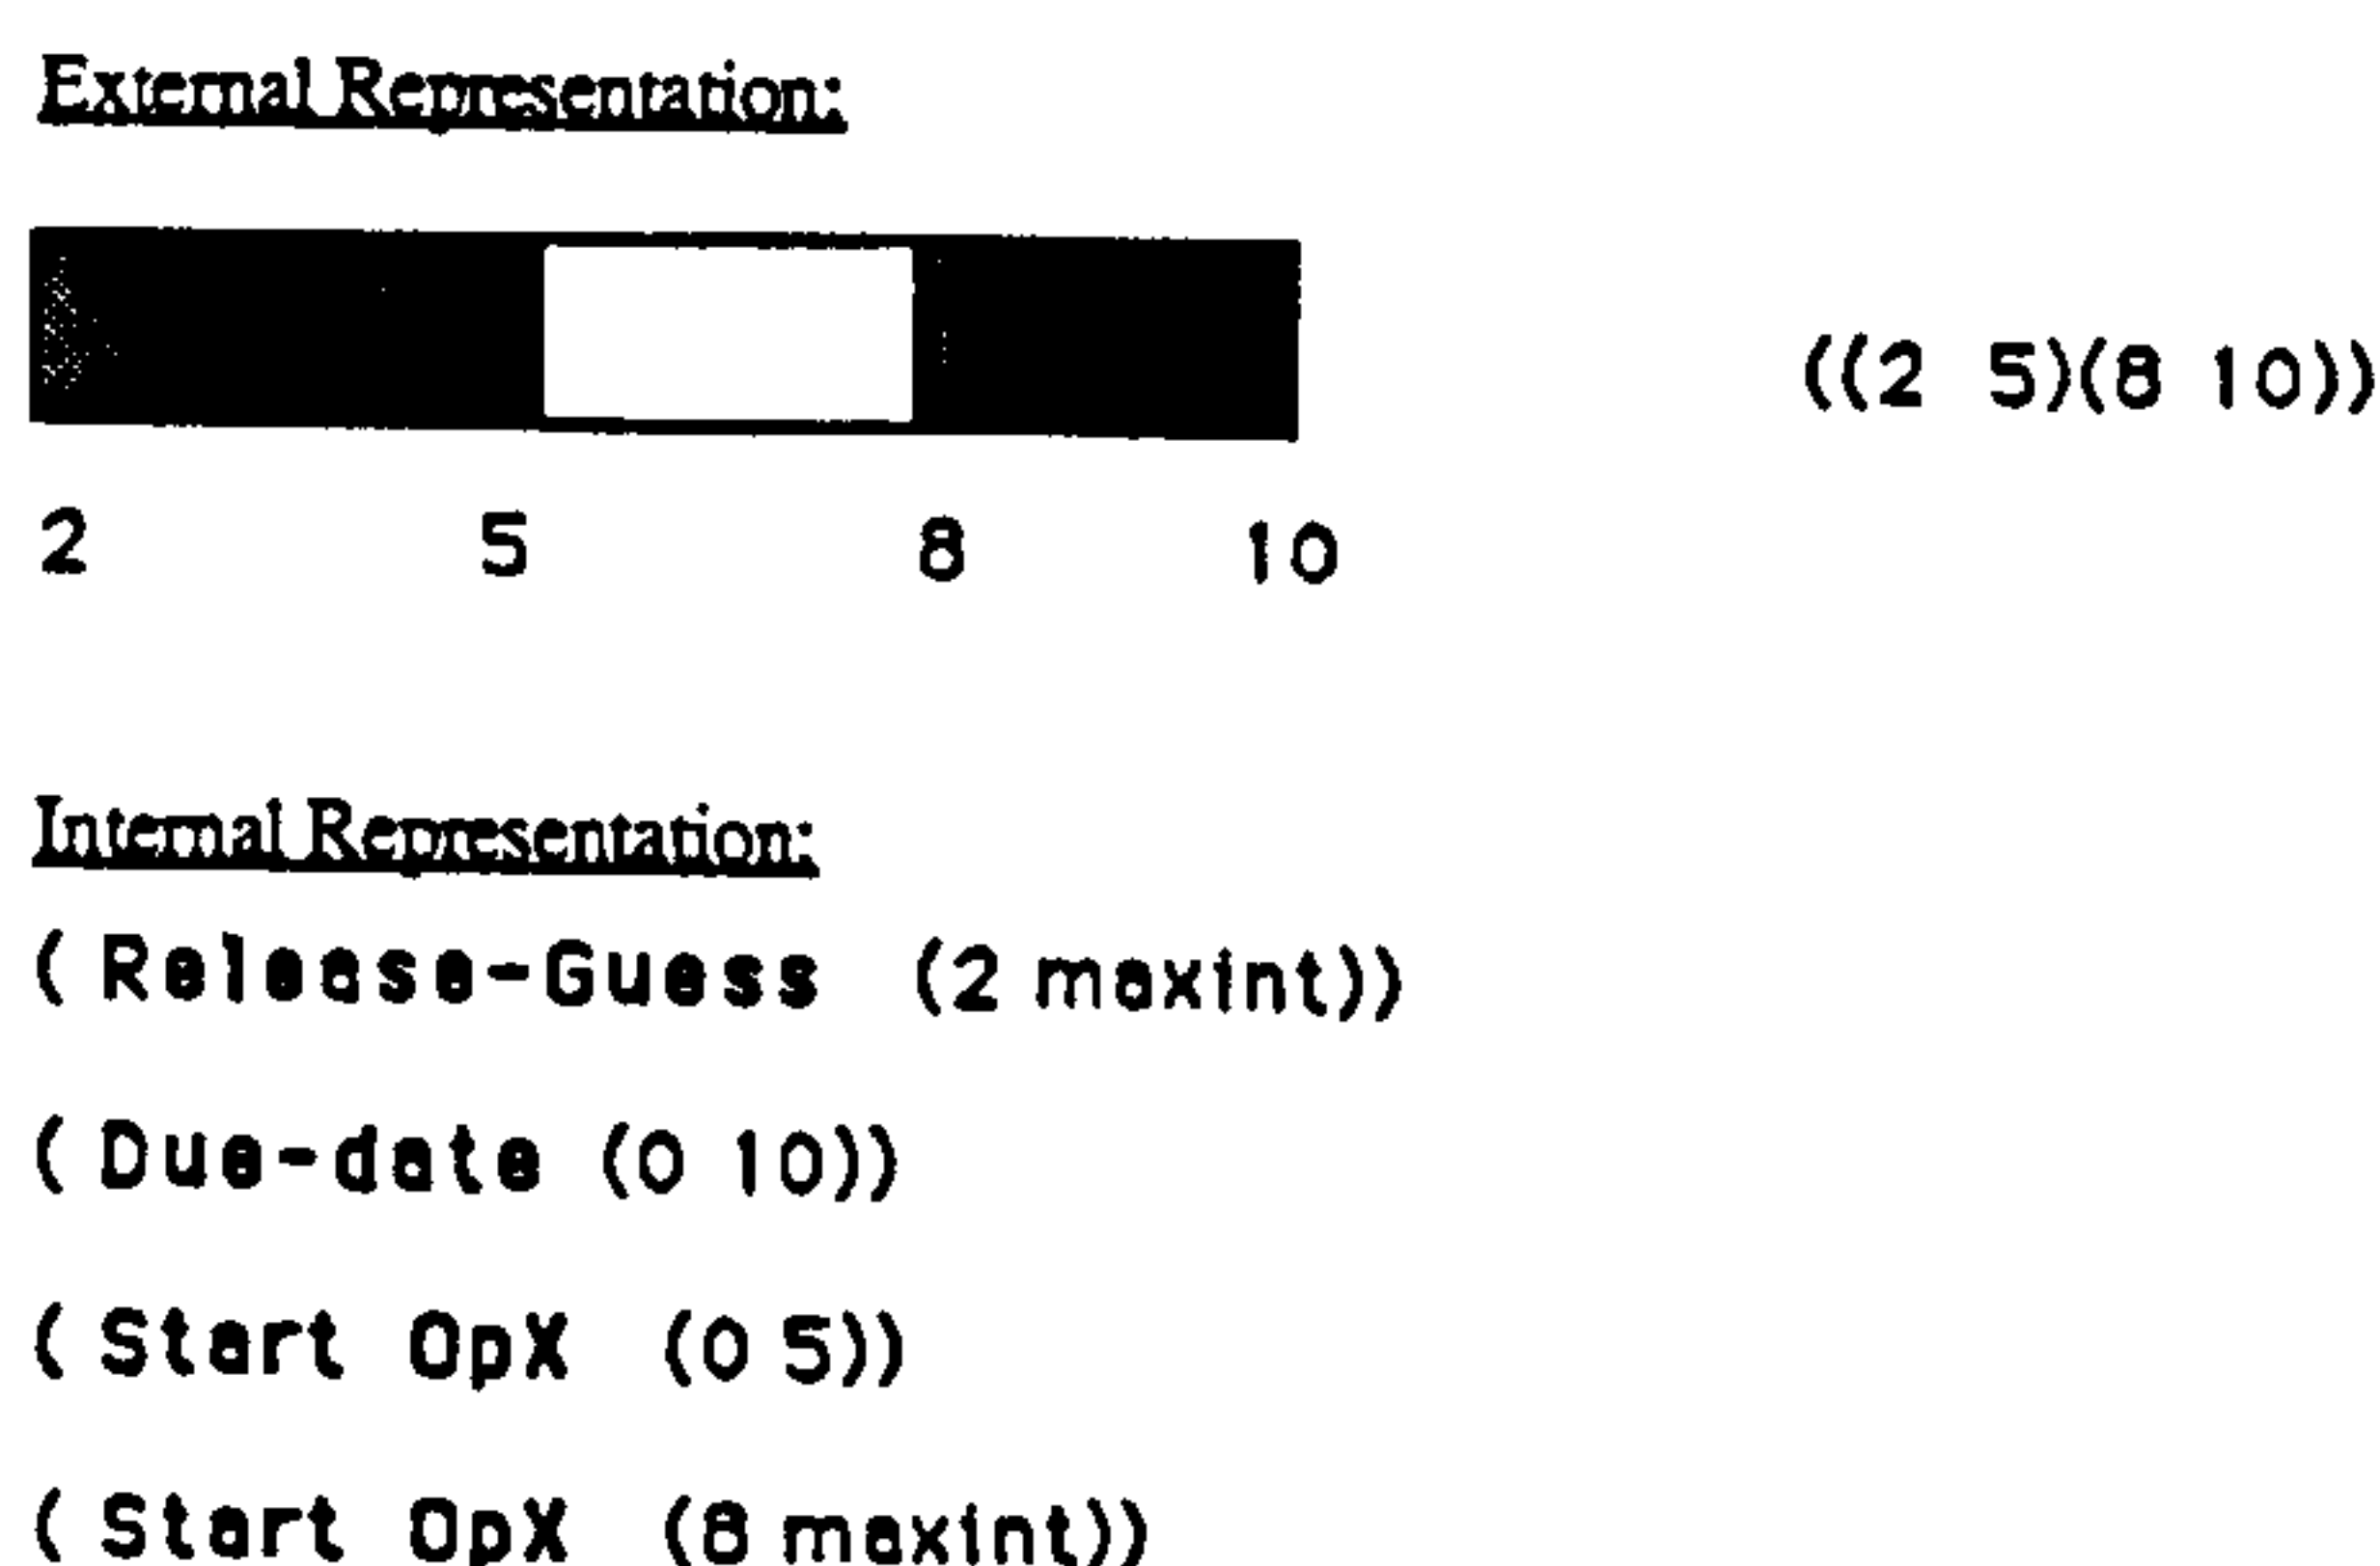 External Representation:
((2 5)(8 10))
2 5 8 10
Internal Representation:
( Release-Guess (2 maxint))
( Due-date (0 10))
( Start OpX (0 5))
( Start OpX (8 maxint))